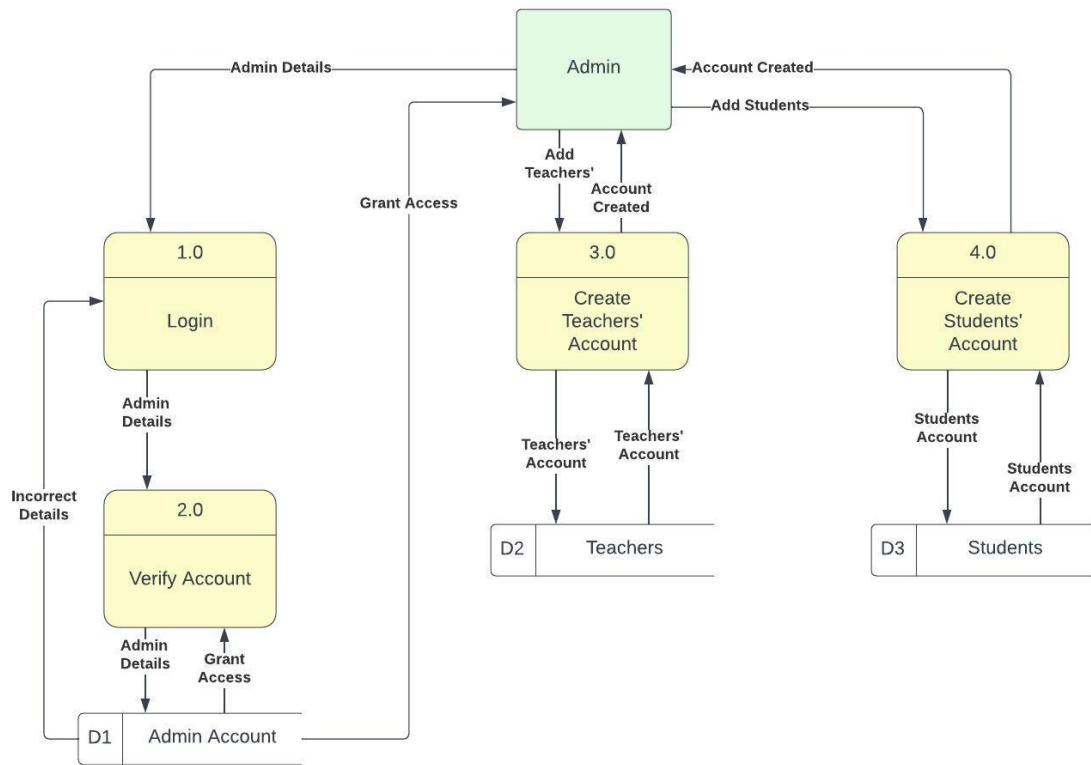 Admin
Admin Details
Account Created
Add Students
Add
Teachers'
Account
Created
Grant Access
1.0
Login
3.0
Create
Teachers'
Account
4.0
Create
Students'
Account
Admin
Details
Teachers'
Account
Teachers'
Account
Students
Account
Students
Account
Incorrect
Details
2.0
Verify Account
D2
Teachers
D3
Students
Admin
Details
Grant
Access
D1
Admin Account